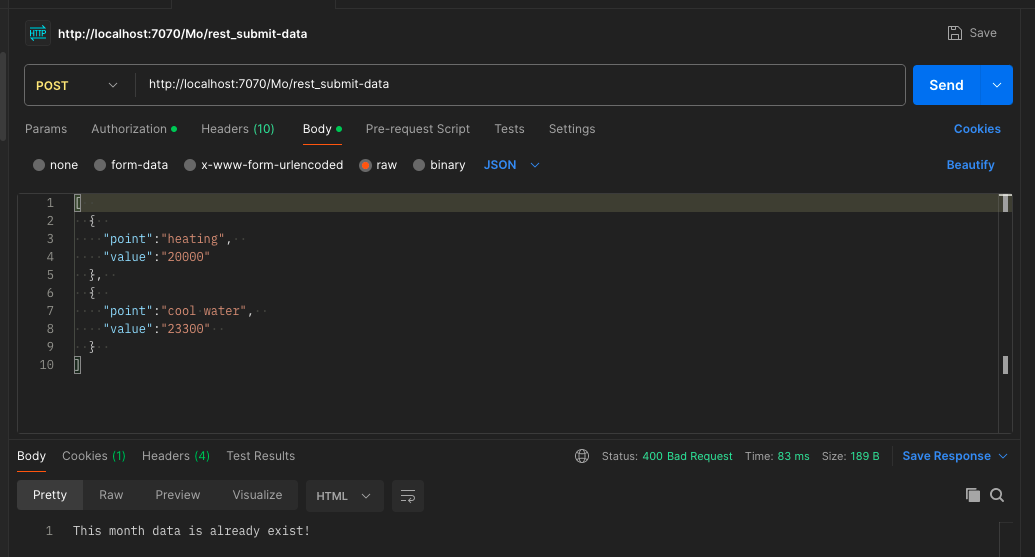 HTTP http://localhost:7070/Mo/rest_submit-data Save
POST http://localhost:7070/Mo/rest_submit-data Send
Params Authorization Headers (10) Body Pre-request Script Tests Settings Cookies
none form-data x-www-form-urlencoded raw binary JSON Beautify
1 [
2 {
3 "point":"heating",
4 "value":"20000"
5 },
6 {
7 "point":"cool water",
8 "value":"23300"
9 }
10 ]
Body Cookies (1) Headers (4) Test Results Status: 400 Bad Request Time: 83 ms Size: 189 B Save Response
Pretty Raw Preview Visualize HTML
1 This month data is already exist!